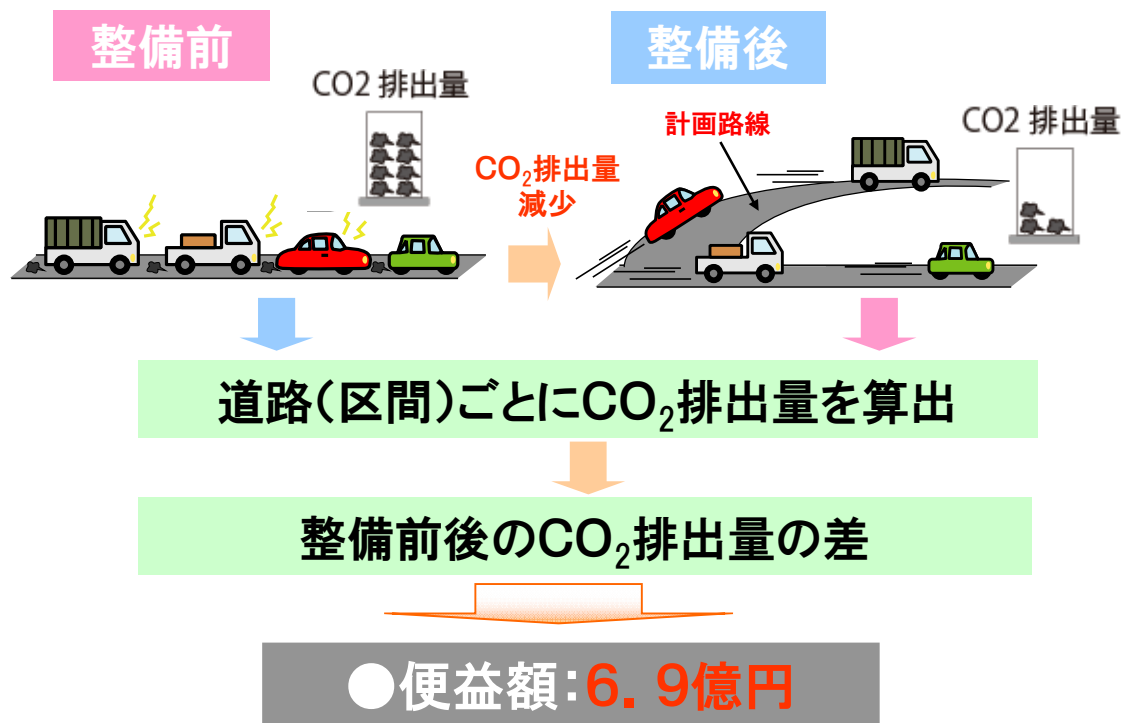 整備前
整備後
CO2 排出量
計画路線
CO2 排出量
CO₂排出量
減少
道路(区間)ごとにCO₂排出量を算出
整備前後のCO₂排出量の差
●便益額:6.9億円